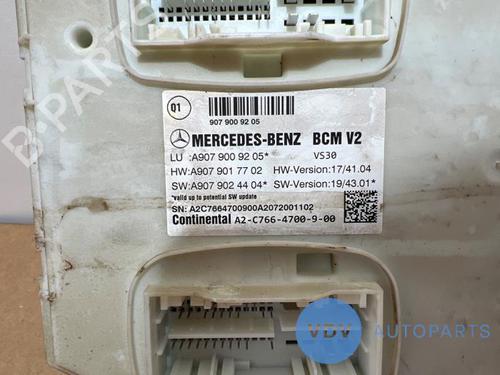 Q1
907 900 92 05
MERCEDES-BENZ BCM V2
LU :A907 900 92 05* VS30
HW:A907 901 77 02 HW-Version:17/41.04
SW:A907 902 44 04* SW-Version:19/43.01*
*valid up to potential SW update
SN: A2C7664700900A2072001102
Continental A2-C766-4700-9-00
VDV AUTOPARTS
B-PARTS